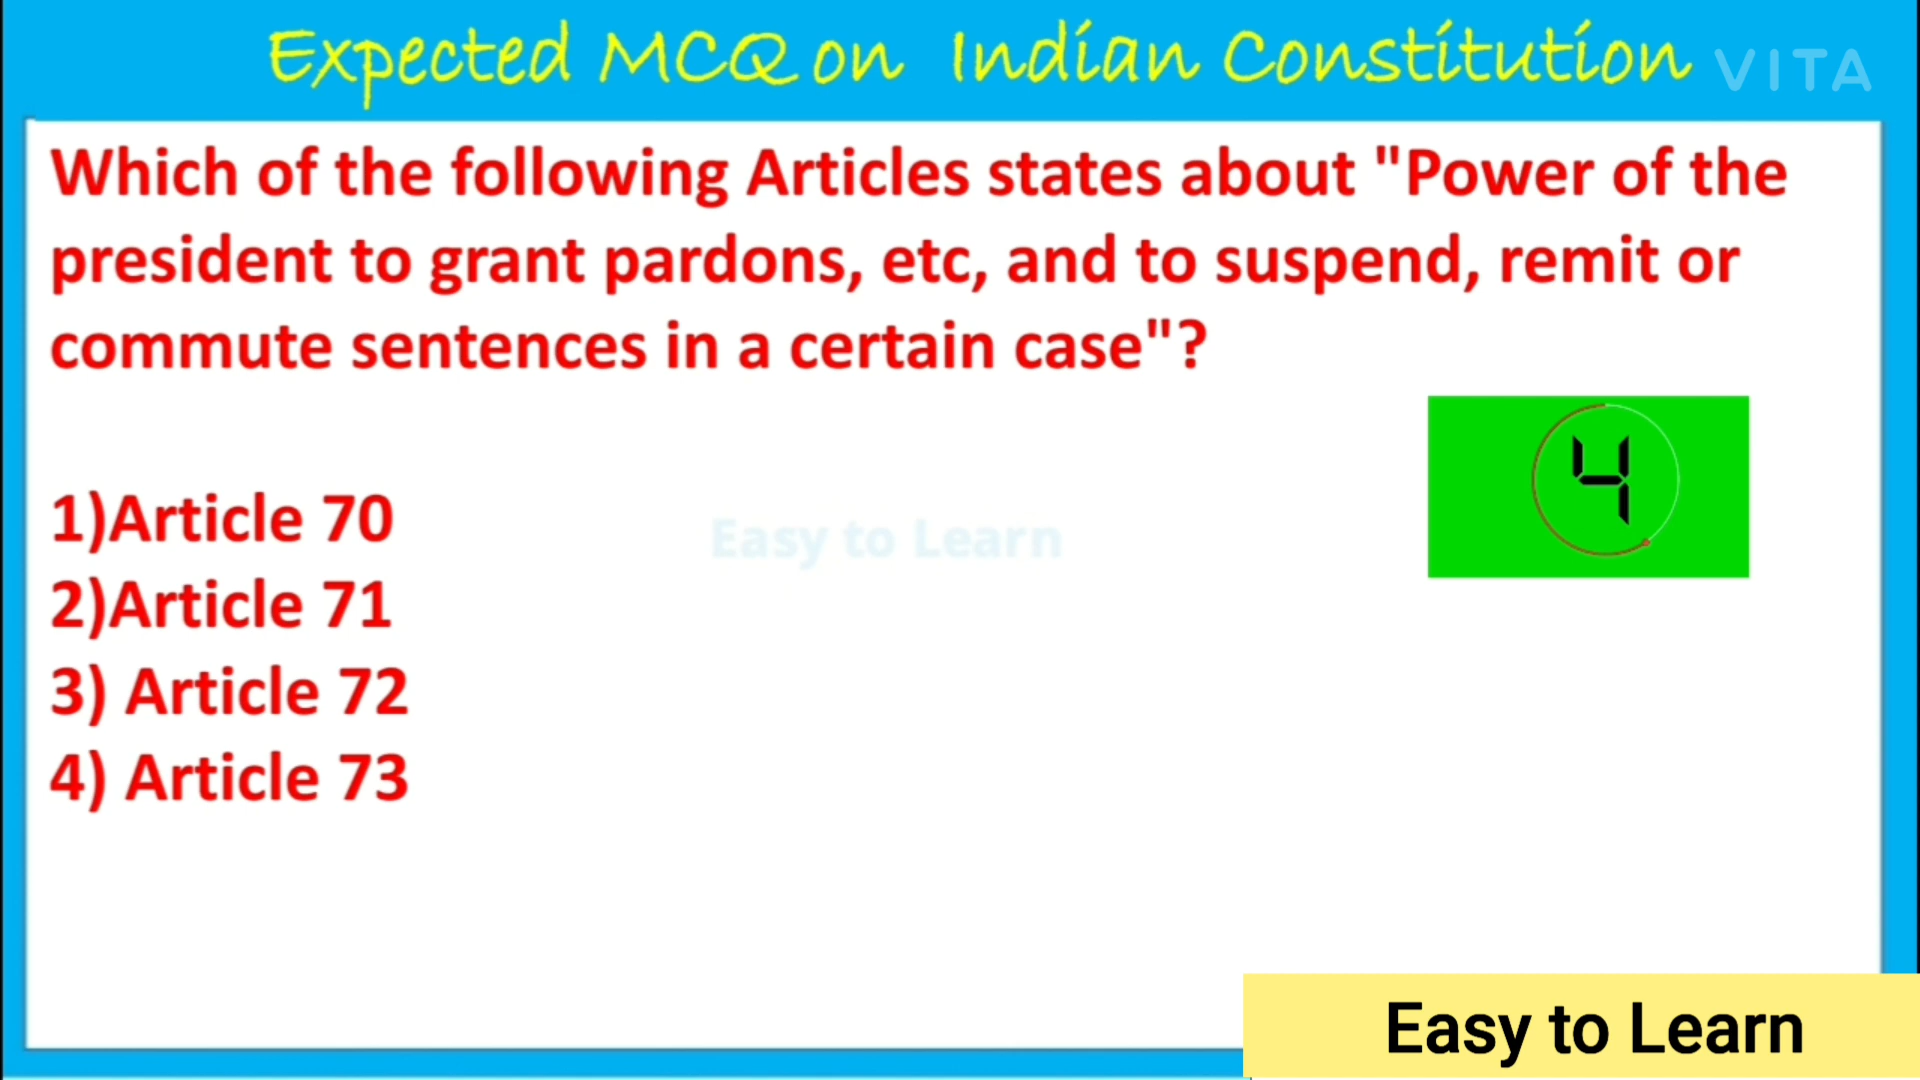 Expected MCQ on Indian Constitution
VITA
Which of the following Articles states about "Power of the
president to grant pardons, etc, and to suspend, remit or
commute sentences in a certain case"?
4
1)Article 70
Easy to Learn
2)Article 71
3) Article 72
4) Article 73
Easy to Learn